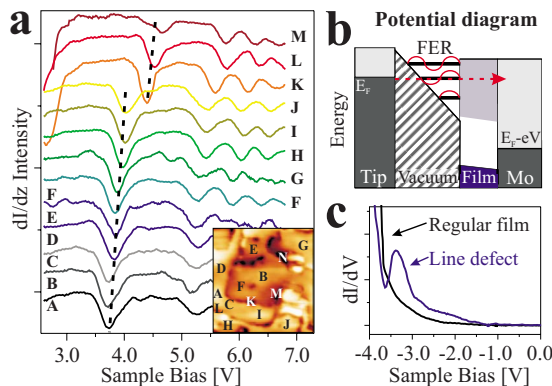 a
dI/dz Intensity
M
L
K
J
I
H
G
F
F
E
D
C
B
A
E
G
N
D
B
F
A
C
K
M
L
I
H
J
3.0 4.0 5.0 6.0 7.0
Sample Bias [V]
Potential diagram
b
FER
Energy
E_F
E_F-eV
Tip
Vacuum
Film
Mo
c
Regular film
Line defect
dI/dV
-4.0 -3.0 -2.0 -1.0 0.0
Sample Bias [V]